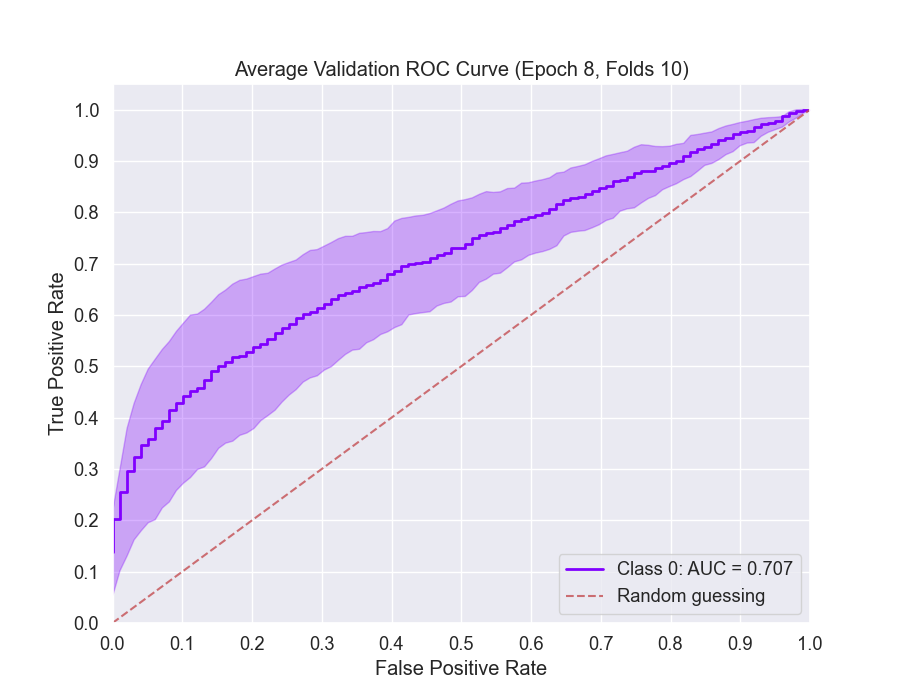 Average Validation ROC Curve (Epoch 8, Folds 10)
True Positive Rate
1.0
0.9
0.8
0.7
0.6
0.5
0.4
0.3
0.2
0.1
0.0
Class 0: AUC = 0.707
Random guessing
0.0 0.1 0.2 0.3 0.4 0.5 0.6 0.7 0.8 0.9 1.0
False Positive Rate